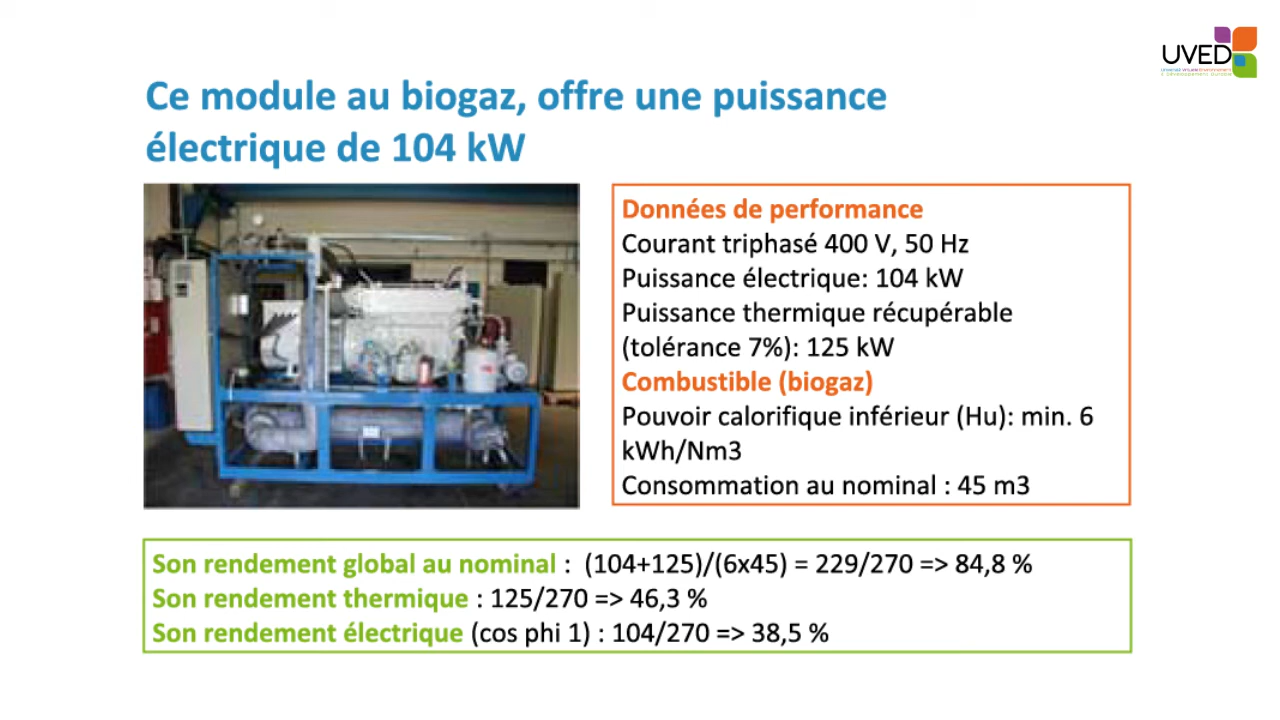 UVED
Ce module au biogaz, offre une puissance
électrique de 104 kW
Données de performance
Courant triphasé 400 V, 50 Hz
Puissance électrique: 104 kW
Puissance thermique récupérable
(tolérance 7%): 125 kW
Combustible (biogaz)
Pouvoir calorifique inférieur (Hu): min. 6
kWh/Nm3
Consommation au nominal : 45 m3
Son rendement global au nominal : (104+125)/(6x45) = 229/270 => 84,8 %
Son rendement thermique : 125/270 => 46,3 %
Son rendement électrique (cos phi 1) : 104/270 => 38,5 %